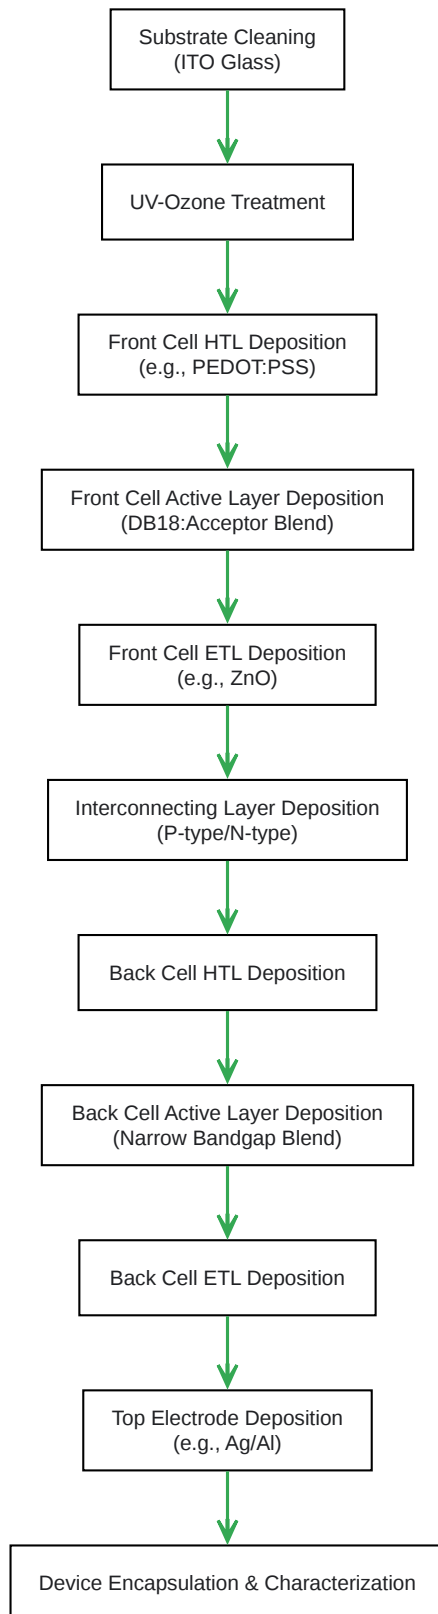 Substrate Cleaning
(ITO Glass)
UV-Ozone Treatment
Front Cell HTL Deposition
(e.g., PEDOT:PSS)
Front Cell Active Layer Deposition
(DB18:Acceptor Blend)
Front Cell ETL Deposition
(e.g., ZnO)
Interconnecting Layer Deposition
(P-type/N-type)
Back Cell HTL Deposition
Back Cell Active Layer Deposition
(Narrow Bandgap Blend)
Back Cell ETL Deposition
Top Electrode Deposition
(e.g., Ag/Al)
Device Encapsulation & Characterization